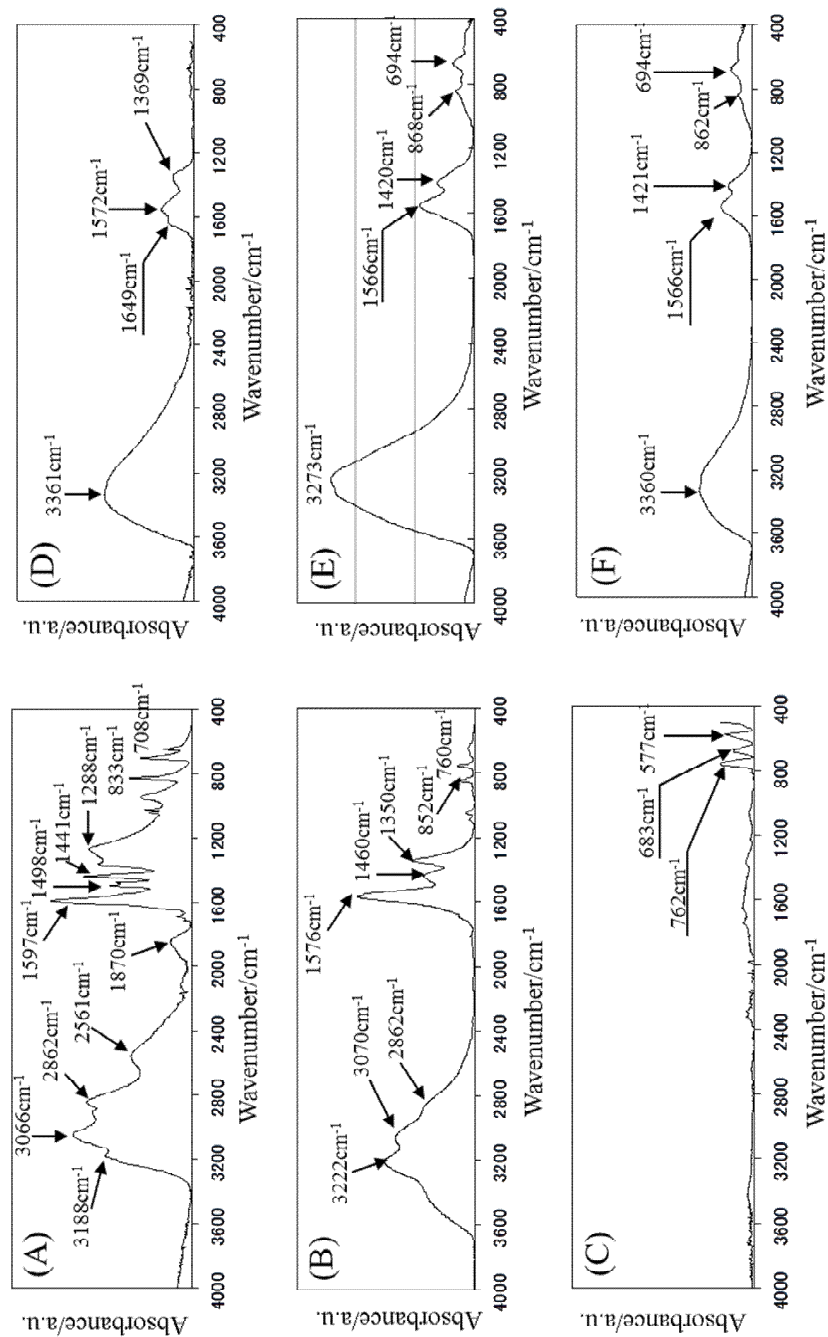 (A)
3188cm-1
3066cm-1
2862cm-1
2561cm-1
1870cm-1
1597cm-1
1498cm-1
1441cm-1
1288cm-1
833cm-1
708cm-1
Absorbance/a.u.
4000 3600 3200 2800 2400 2000 1600 1200 800 400
Wavenumber/cm-1
(B)
3222cm-1
3070cm-1
2862cm-1
1576cm-1
1460cm-1
1350cm-1
852cm-1
760cm-1
Absorbance/a.u.
4000 3600 3200 2800 2400 2000 1600 1200 800 400
Wavenumber/cm-1
(C)
762cm-1
683cm-1
577cm-1
Absorbance/a.u.
4000 3600 3200 2800 2400 2000 1600 1200 800 400
Wavenumber/cm-1
(D)
3361cm-1
1649cm-1
1572cm-1
1369cm-1
Absorbance/a.u.
4000 3600 3200 2800 2400 2000 1600 1200 800 400
Wavenumber/cm-1
(E)
3273cm-1
1566cm-1
1420cm-1
868cm-1
694cm-1
Absorbance/a.u.
4000 3600 3200 2800 2400 2000 1600 1200 800 400
Wavenumber/cm-1
(F)
3360cm-1
1566cm-1
1421cm-1
862cm-1
694cm-1
Absorbance/a.u.
4000 3600 3200 2800 2400 2000 1600 1200 800 400
Wavenumber/cm-1